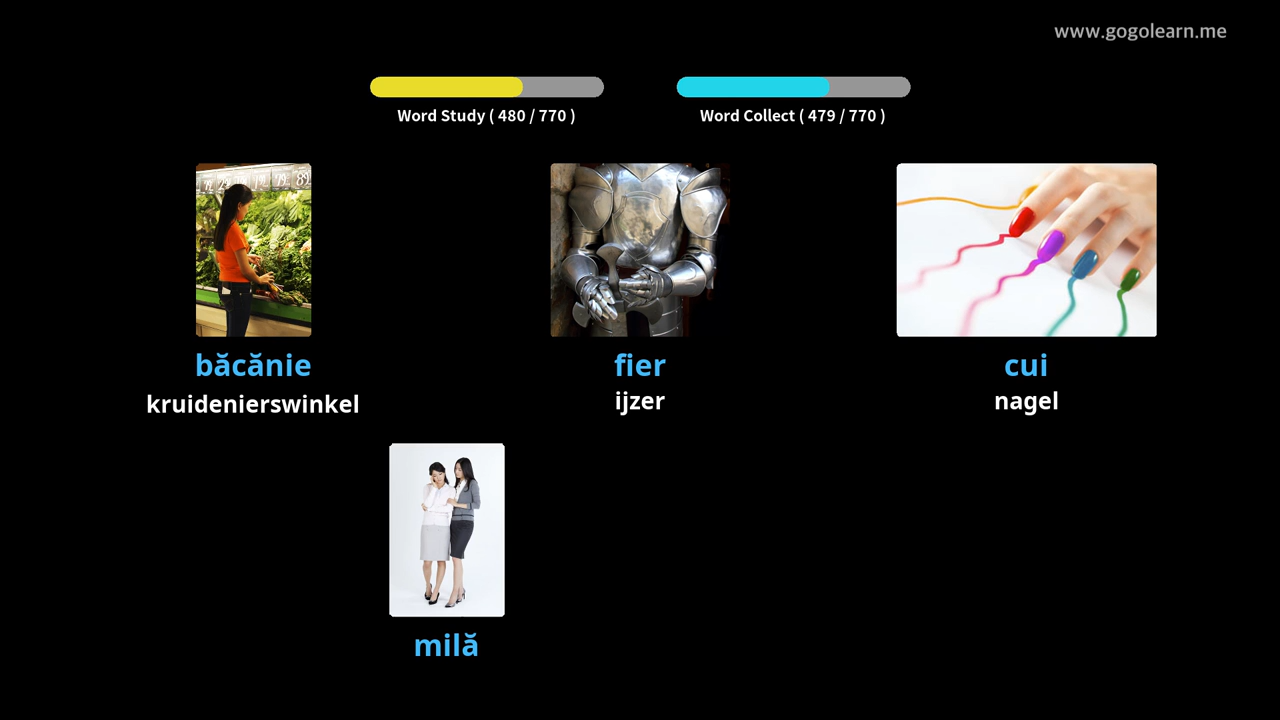 www.gogolearn.me
Word Study ( 480 / 770 )
Word Collect ( 479 / 770 )
băcănie
kruidenierswinkel
fier
ijzer
cui
nagel
milă